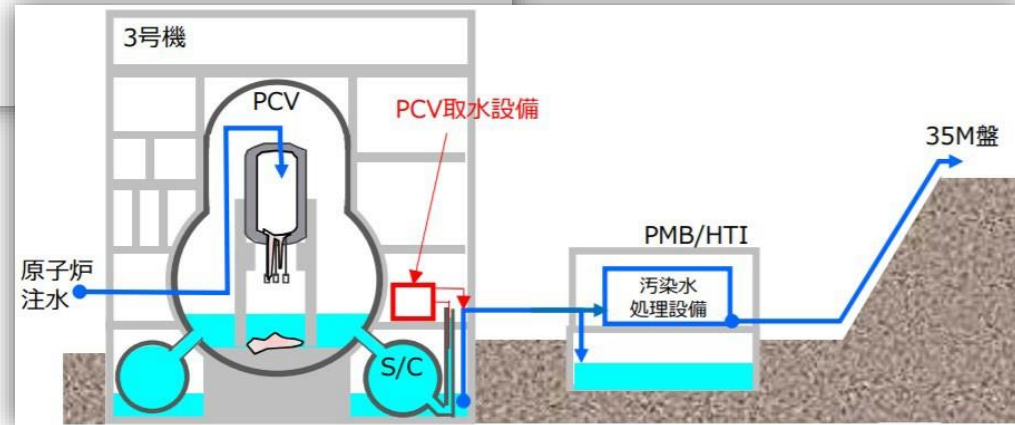 3号機
PCV
PCV取水設備
35M盤
PMB/HTI
原子炉
注水
汚染水
処理設備
S/C